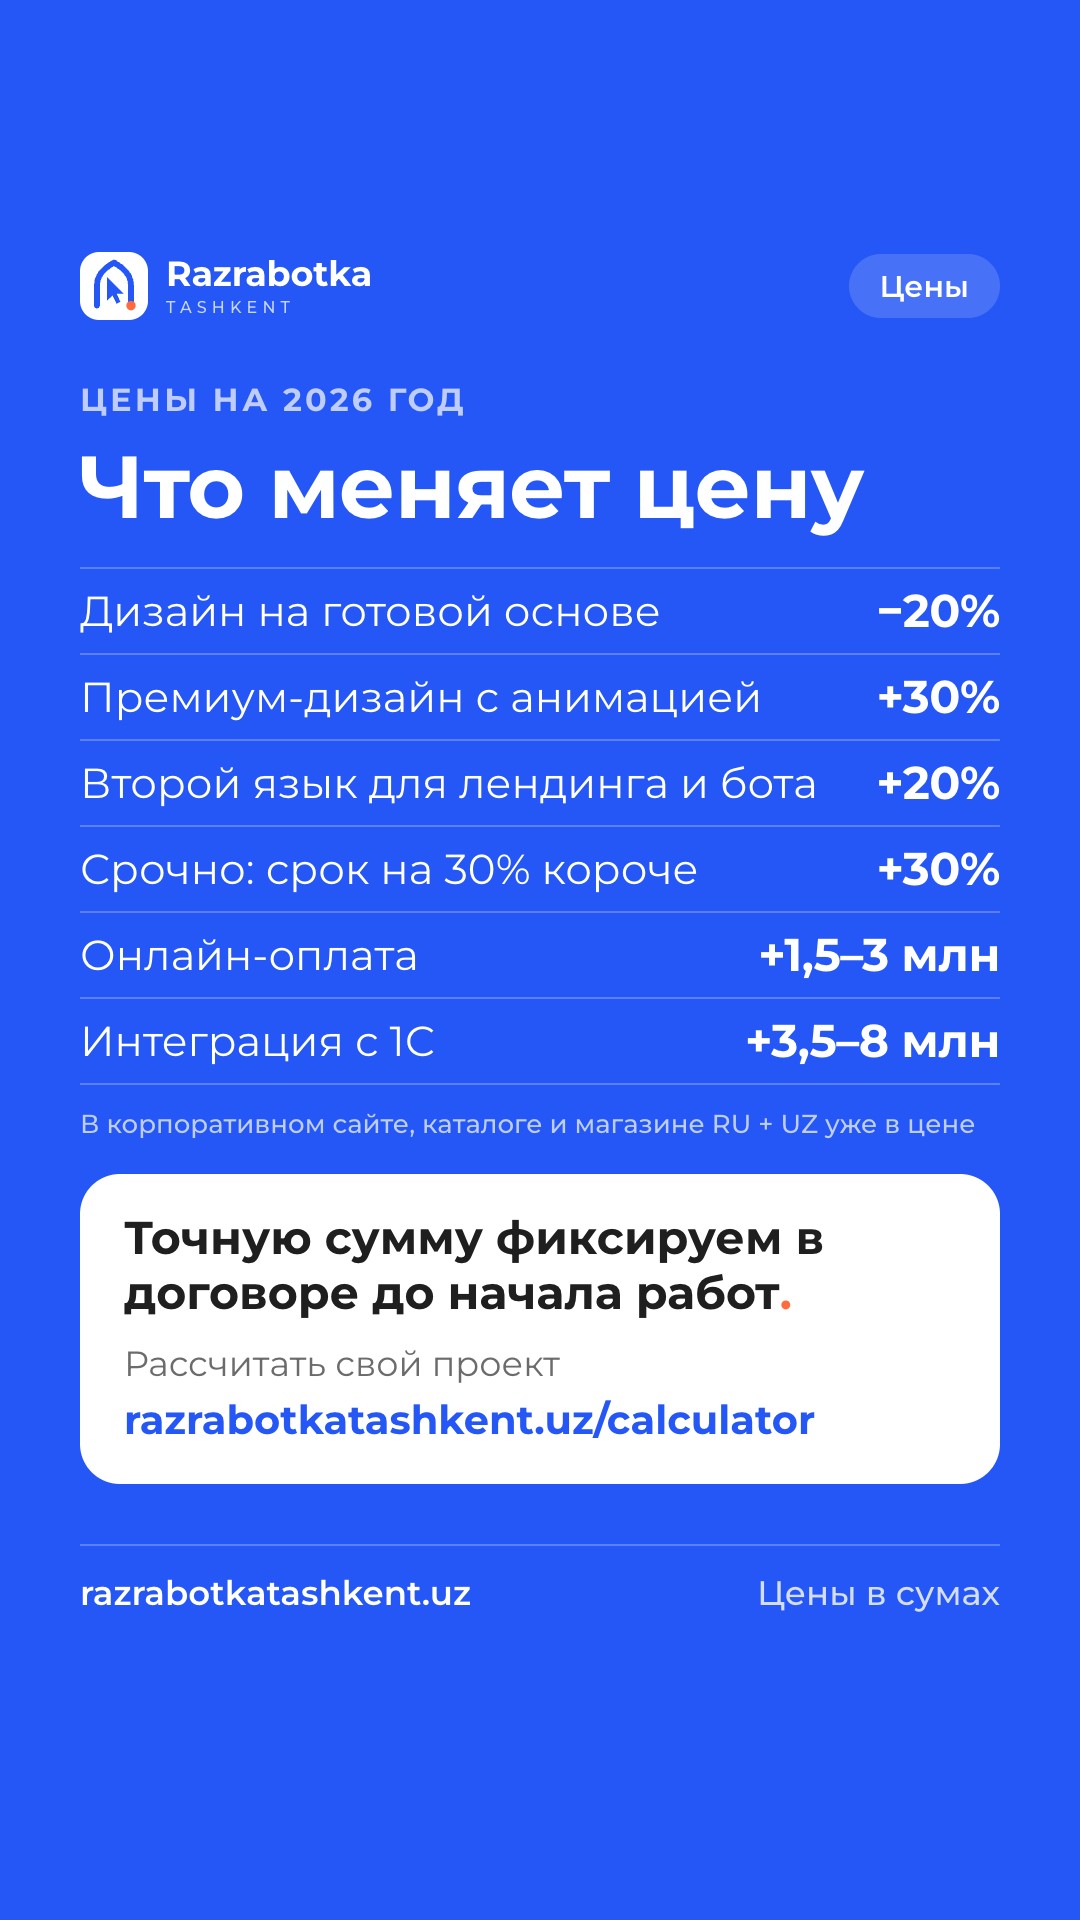 Razrabotka
TASHKENT
Цены
ЦЕНЫ НА 2026 ГОД
Что меняет цену
Дизайн на готовой основе −20%
Премиум-дизайн с анимацией +30%
Второй язык для лендинга и бота +20%
Срочно: срок на 30% короче +30%
Онлайн-оплата +1,5–3 млн
Интеграция с 1С +3,5–8 млн
В корпоративном сайте, каталоге и магазине RU + UZ уже в цене
Точную сумму фиксируем в
договоре до начала работ.
Рассчитать свой проект
razrabotkatashkent.uz/calculator
razrabotkatashkent.uz
Цены в сумах